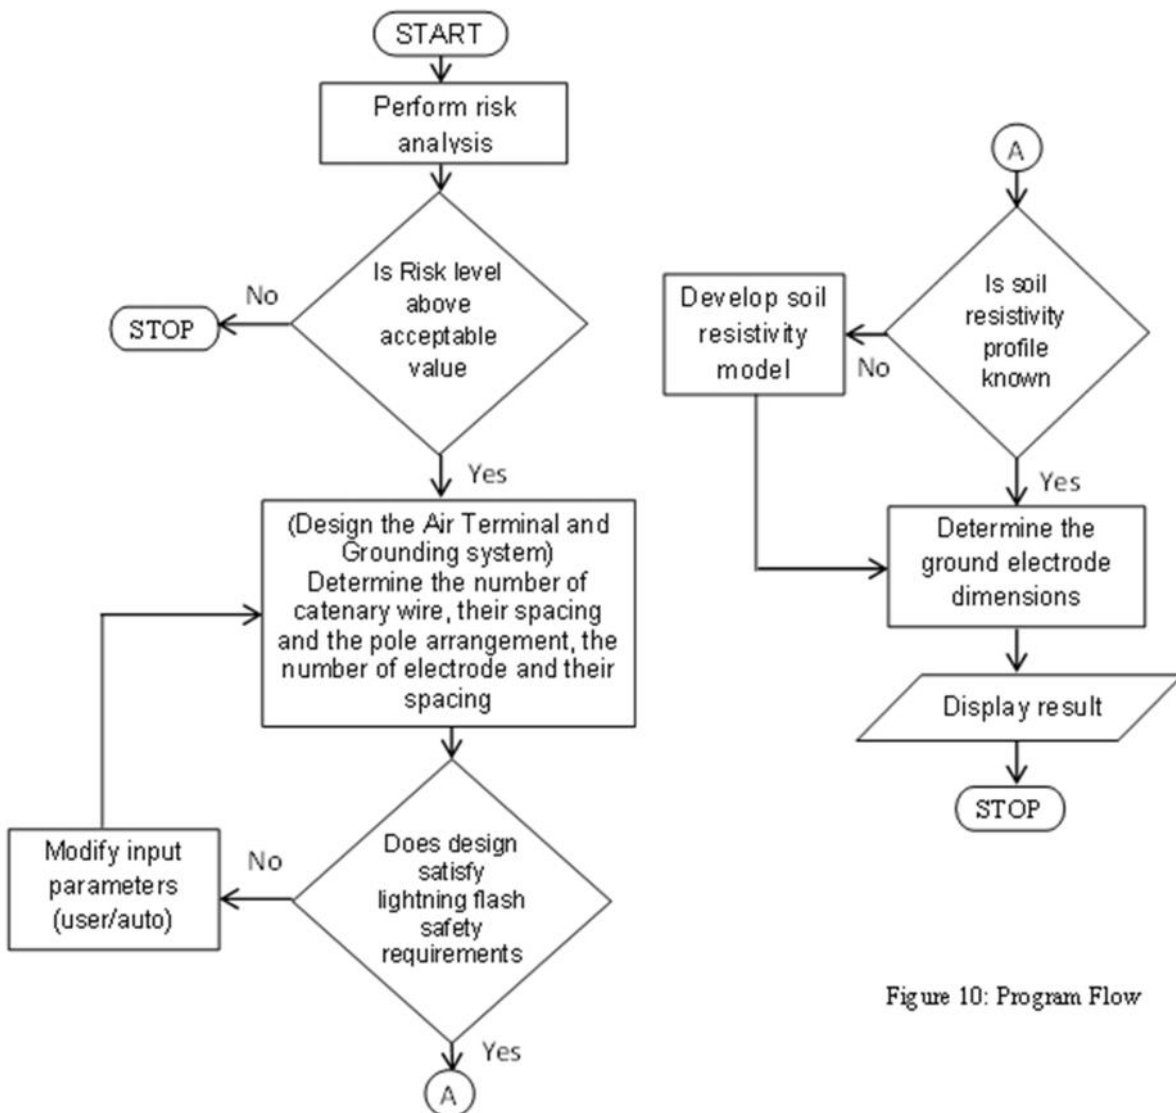 START
Perform risk
analysis
Is Risk level
above
acceptable
value
No
STOP
Yes
(Design the Air Terminal and
Grounding system)
Determine the number of
catenary wire, their spacing
and the pole arrangement, the
number of electrode and their
spacing
Does design
satisfy
lightning flash
safety
requirements
No
Modify input
parameters
(user/auto)
Yes
A
A
Is soil
resistivity
profile
known
No
Develop soil
resistivity
model
Yes
Determine the
ground electrode
dimensions
Display result
STOP
Figure 10: Program Flow